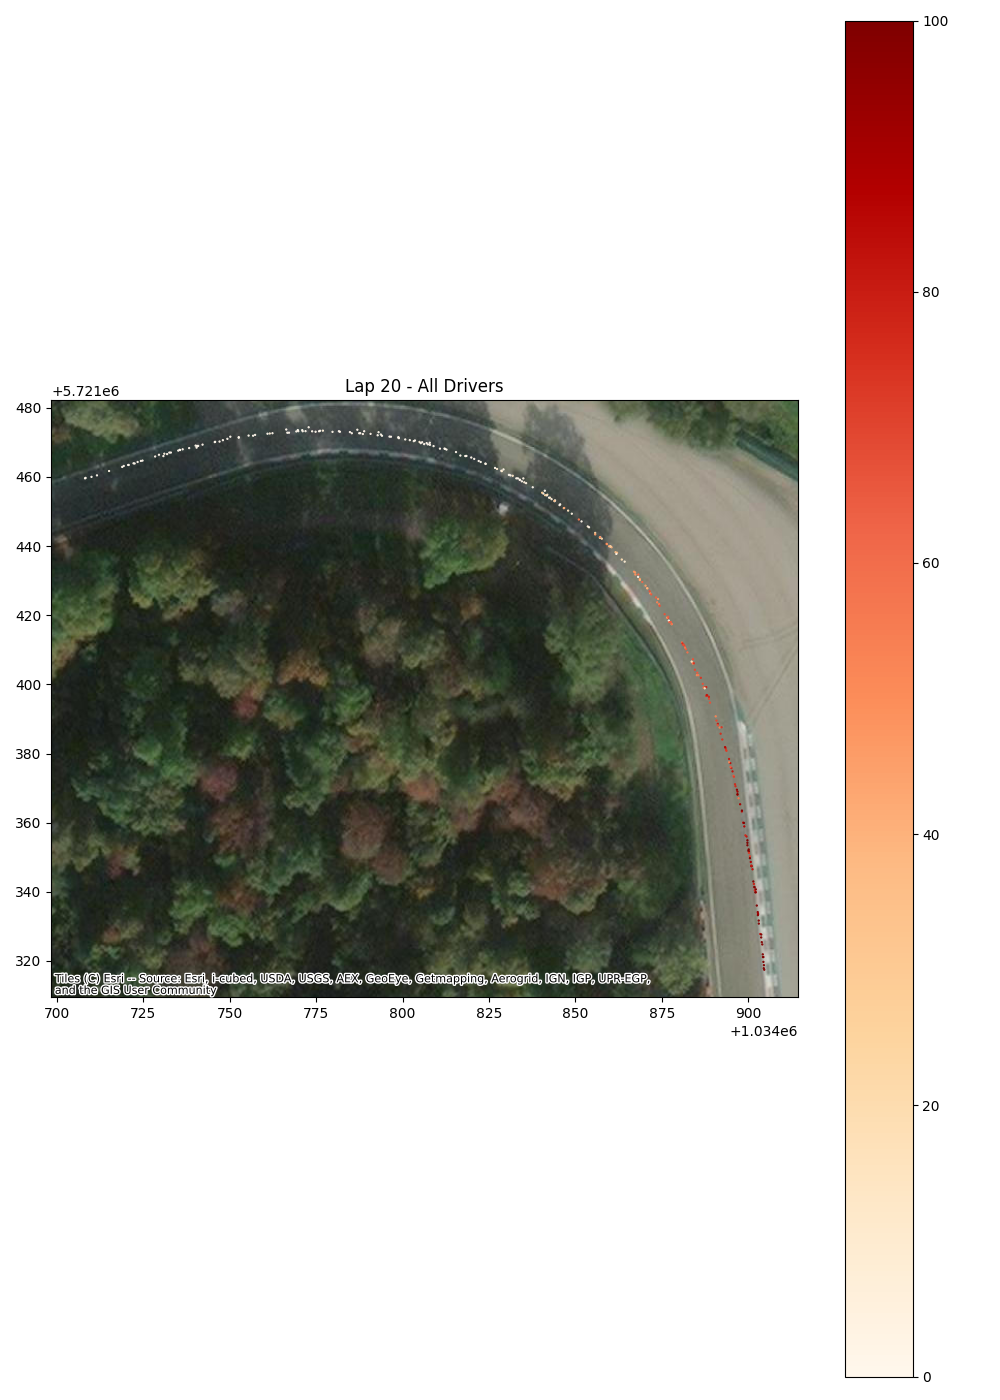 Lap 20 - All Drivers
+5.721e6
480
460
440
420
400
380
360
340
320
700 725 750 775 800 825 850 875 900
+1.034e6
Tiles (C) Esri -- Source: Esri, i-cubed, USDA, USGS, AEX, GeoEye, Getmapping, Aerogrid, IGN, IGP, UPR-EGP,
and the GIS User Community
100
80
60
40
20
0